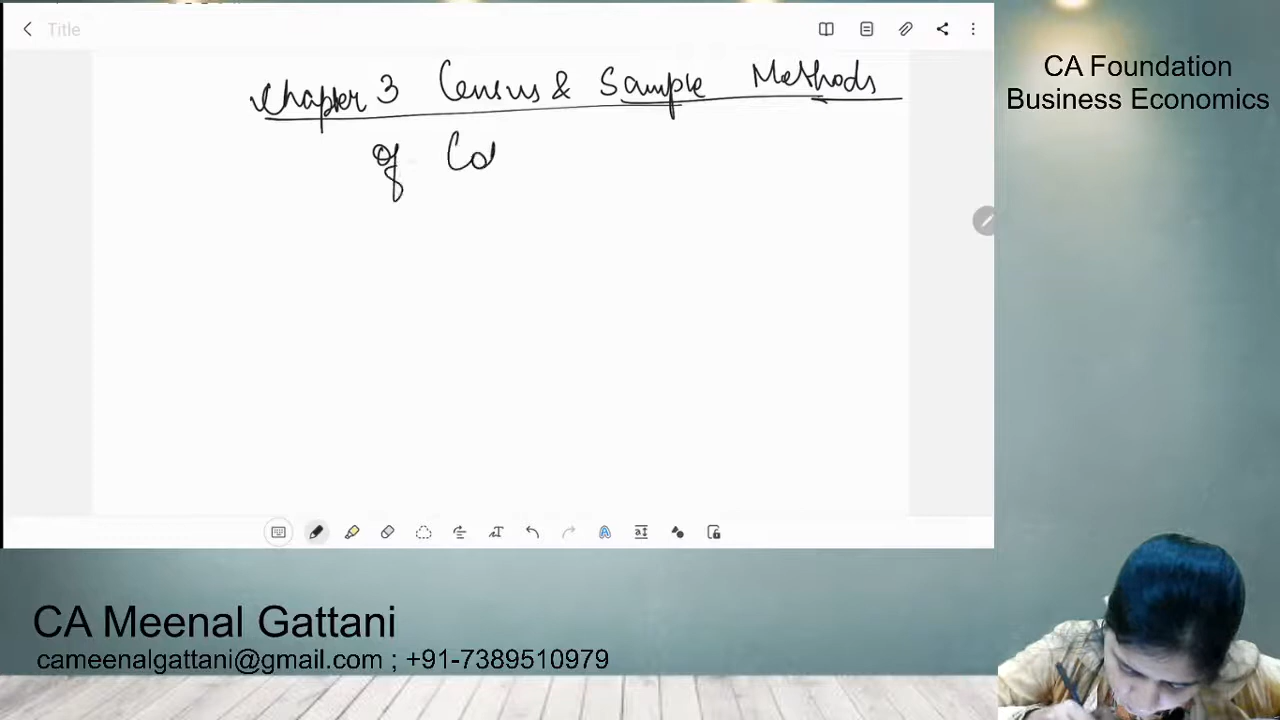 Title
Chapter 3 Census & Sample Methods
of Col
CA Foundation
Business Economics
CA Meenal Gattani
cameenalgattani@gmail.com ; +91-7389510979